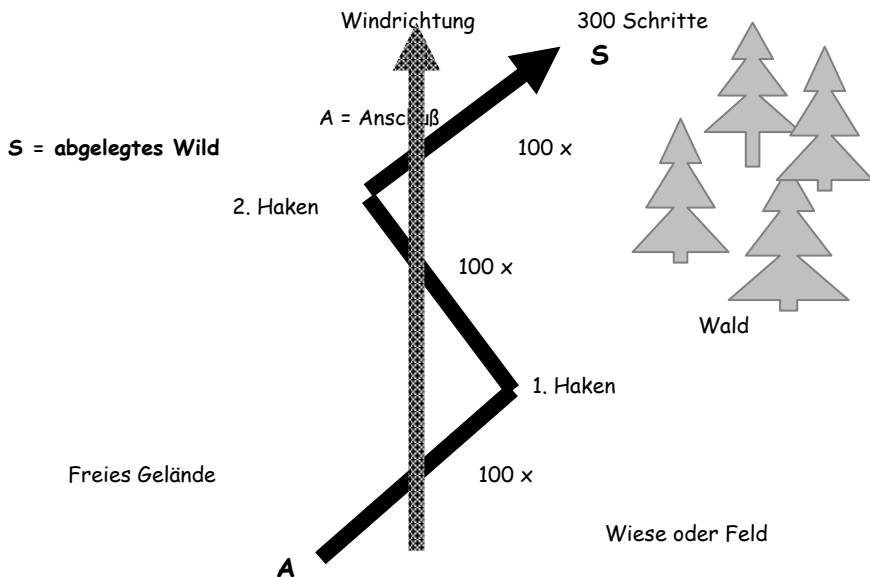 Windrichtung
300 Schritte
S
A = Anschuß
S = abgelegtes Wild
100 x
2. Haken
100 x
Wald
1. Haken
Freies Gelände
100 x
Wiese oder Feld
A